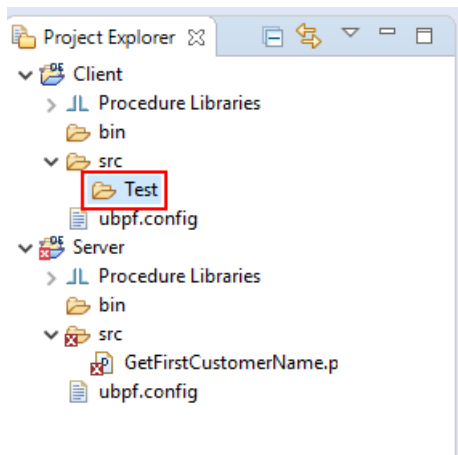 Project Explorer
Client
Procedure Libraries
bin
src
Test
ubpf.config
Server
Procedure Libraries
bin
src
GetFirstCustomerName.p
ubpf.config